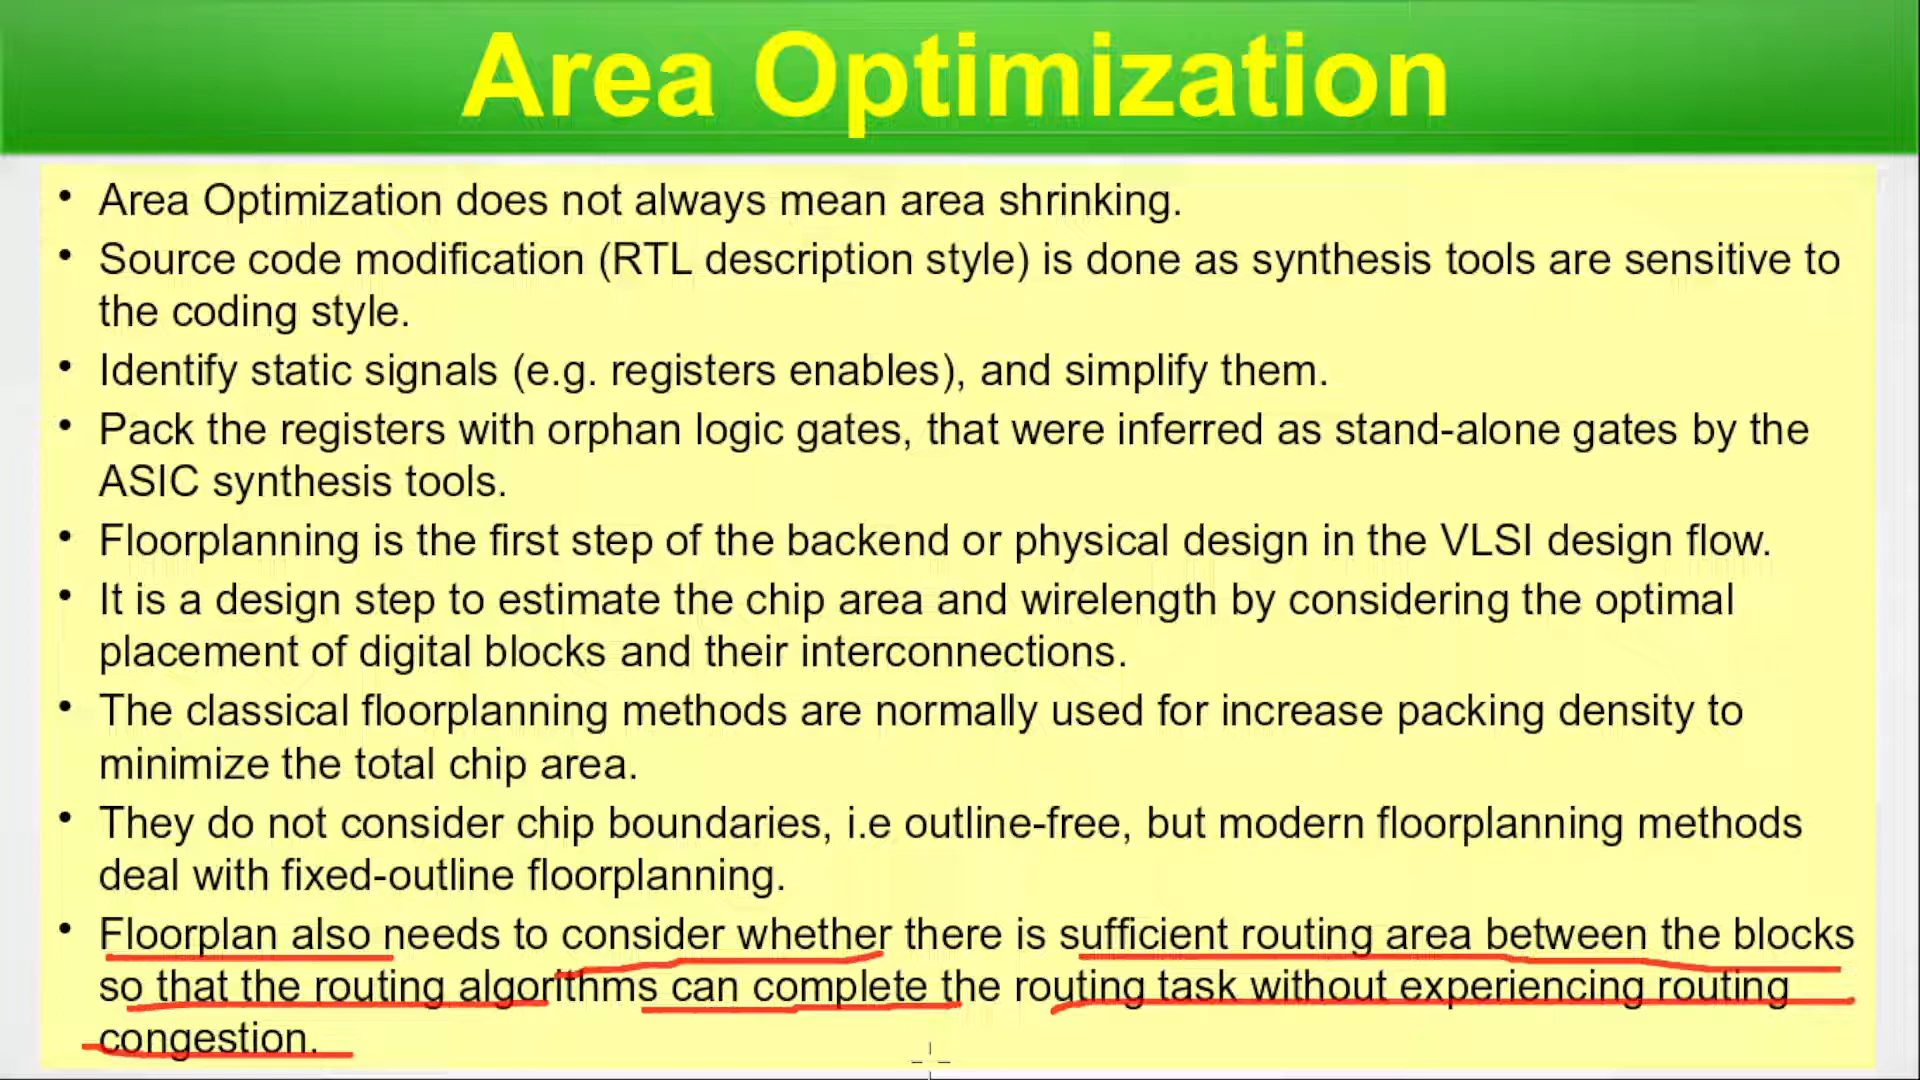 Area Optimization
• Area Optimization does not always mean area shrinking.
• Source code modification (RTL description style) is done as synthesis tools are sensitive to
the coding style.
• Identify static signals (e.g. registers enables), and simplify them.
• Pack the registers with orphan logic gates, that were inferred as stand-alone gates by the
ASIC synthesis tools.
• Floorplanning is the first step of the backend or physical design in the VLSI design flow.
• It is a design step to estimate the chip area and wirelength by considering the optimal
placement of digital blocks and their interconnections.
• The classical floorplanning methods are normally used for increase packing density to
minimize the total chip area.
• They do not consider chip boundaries, i.e outline-free, but modern floorplanning methods
deal with fixed-outline floorplanning.
• Floorplan also needs to consider whether there is sufficient routing area between the blocks
so that the routing algorithms can complete the routing task without experiencing routing
congestion.